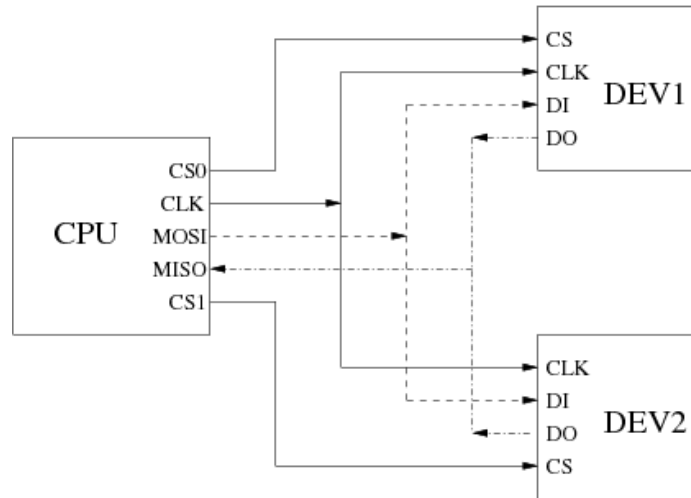 CS
CLK
DI
DO
DEV1
CPU
CS0
CLK
MOSI
MISO
CS1
CLK
DI
DO
CS
DEV2